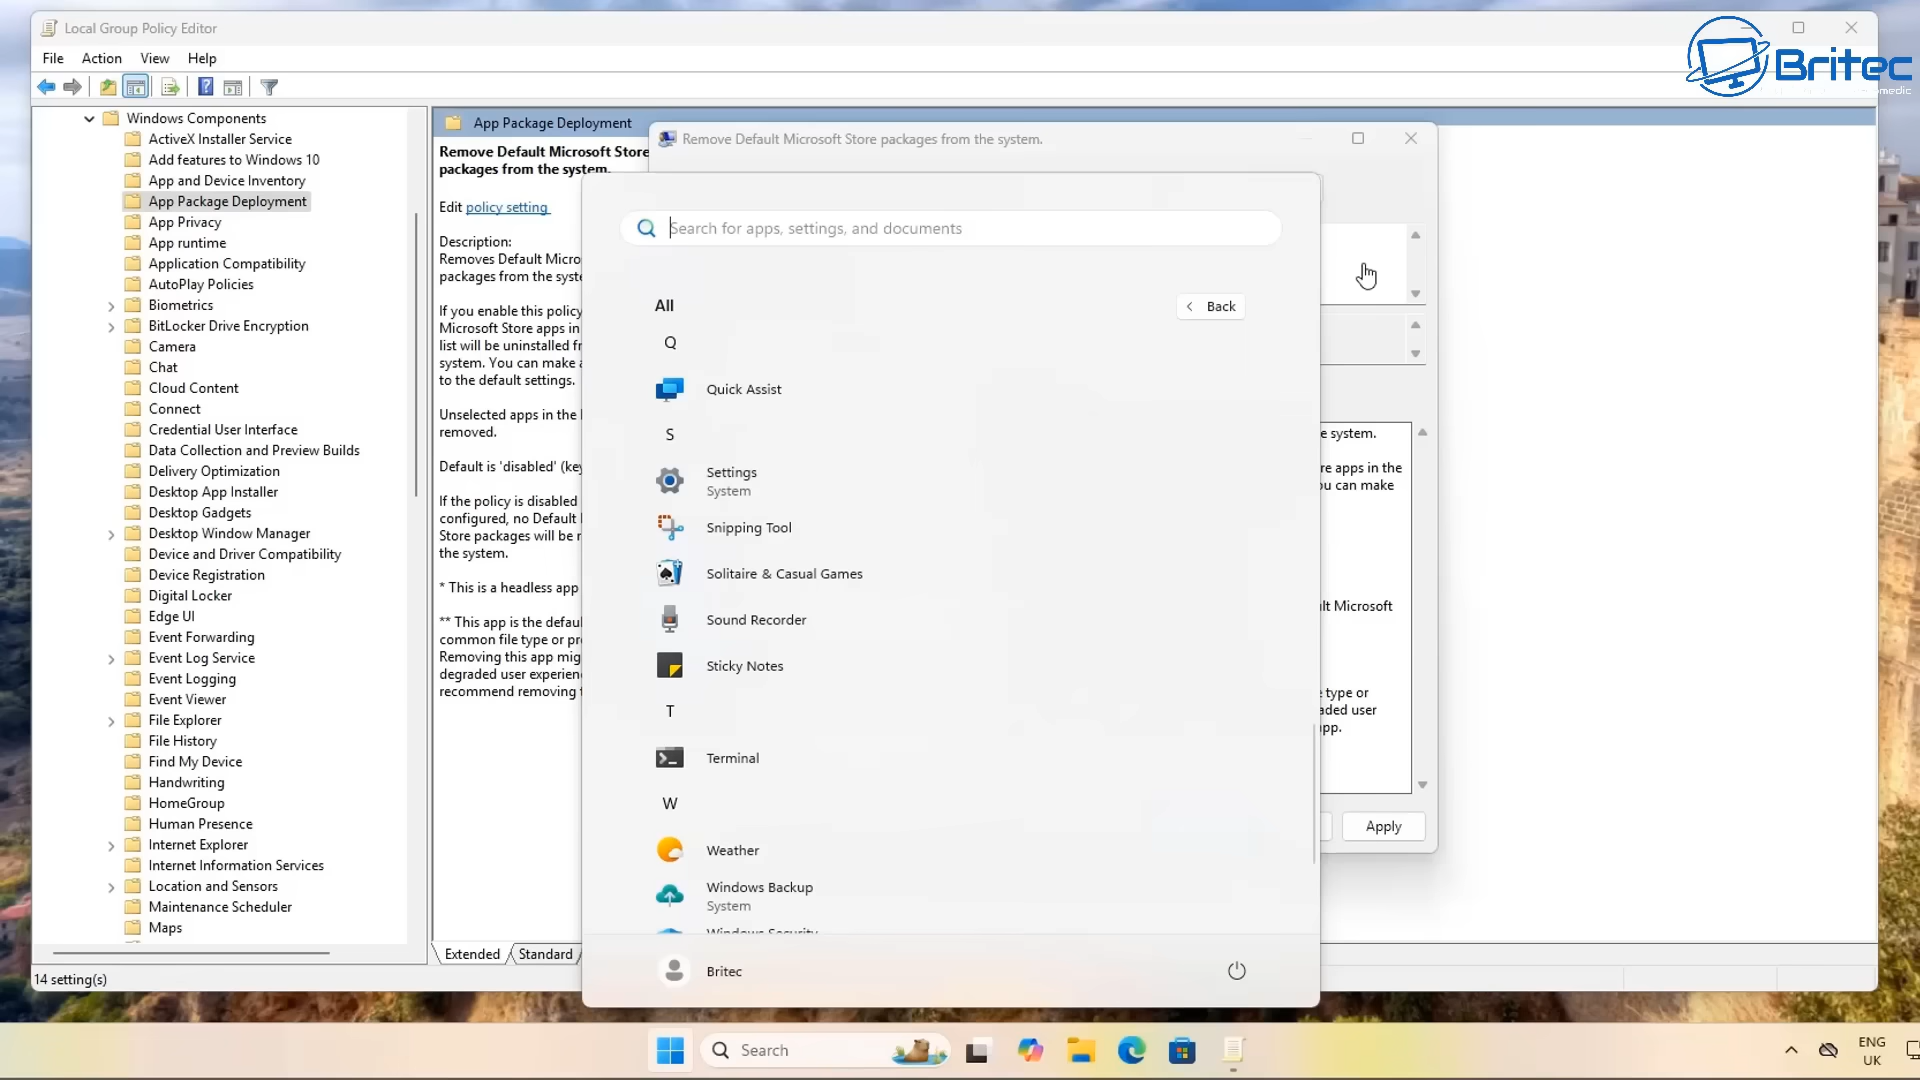 Local Group Policy Editor
File Action View Help
Britec
Windows Components
ActiveX Installer Service
Add features to Windows 10
App and Device Inventory
App Package Deployment
App Privacy
App runtime
Application Compatibility
AutoPlay Policies
Biometrics
BitLocker Drive Encryption
Camera
Chat
Cloud Content
Connect
Credential User Interface
Data Collection and Preview Builds
Delivery Optimization
Desktop App Installer
Desktop Gadgets
Desktop Window Manager
Device and Driver Compatibility
Device Registration
Digital Locker
Edge UI
Event Forwarding
Event Log Service
Event Logging
Event Viewer
File Explorer
File History
Find My Device
Handwriting
HomeGroup
Human Presence
Internet Explorer
Internet Information Services
Location and Sensors
Maintenance Scheduler
Maps
14 setting(s)
App Package Deployment
Remove Default Microsoft Store
packages from the system.
Edit policy setting
Description:
Removes Default Micro
packages from the syste
If you enable this policy
Microsoft Store apps in
list will be uninstalled fr
system. You can make a
to the default settings.
Unselected apps in the
removed.
Default is 'disabled' (key
If the policy is disabled
configured, no Default
Store packages will be r
the system.
* This is a headless app
** This app is the defau
common file type or pro
Removing this app mig
degraded user experien
recommend removing t
Extended Standard
Remove Default Microsoft Store packages from the system.
e system.
re apps in the
ou can make
lt Microsoft
e type or
aded user
app.
Apply
Search for apps, settings, and documents
All
Back
Q
Quick Assist
S
Settings
System
Snipping Tool
Solitaire & Casual Games
Sound Recorder
Sticky Notes
T
Terminal
W
Weather
Windows Backup
System
Windows Security
Britec
Search
ENG
UK